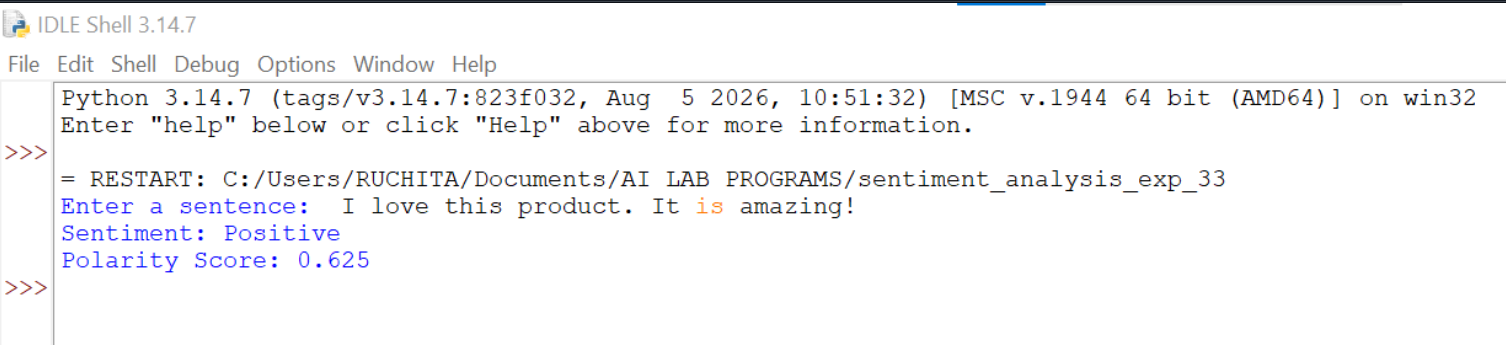 IDLE Shell 3.14.7
File Edit Shell Debug Options Window Help
Python 3.14.7 (tags/v3.14.7:823f032, Aug  5 2026, 10:51:32) [MSC v.1944 64 bit (AMD64)] on win32
Enter "help" below or click "Help" above for more information.
>>>
= RESTART: C:/Users/RUCHITA/Documents/AI LAB PROGRAMS/sentiment_analysis_exp_33
Enter a sentence:  I love this product. It is amazing!
Sentiment: Positive
Polarity Score: 0.625
>>>